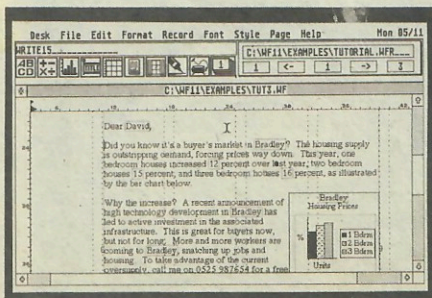 Desk File Edit Format Record Font Style Page Help Mon 05/11
WRITE15
C:\WF11\EXAMPLES\TUTORIAL.WFR
1 <- 1 -> 3
C:\WF11\EXAMPLES\TUT3.WF
Dear David,
Did you know it's a buyer's market in Bradley? The housing supply
is outstripping demand, forcing prices way down. This year, one
bedroom houses increased 12 percent over last year, two bedroom
houses 15 percent, and three bedroom houses 16 percent, as illustrated
by the bar chart below.
Why the increase? A recent announcement of
high technology development in Bradley has
led to active investment in the associated
infrastructure. This is great for buyers now,
but not for long. More and more workers are
coming to Bradley, snatching up jobs and
housing. To take advantage of the current
oversupply, call me on 0525 987654 for a free
Bradley
Housing Prices
%
1 Bdrm
2 Bdrm
3 Bdrm
Units